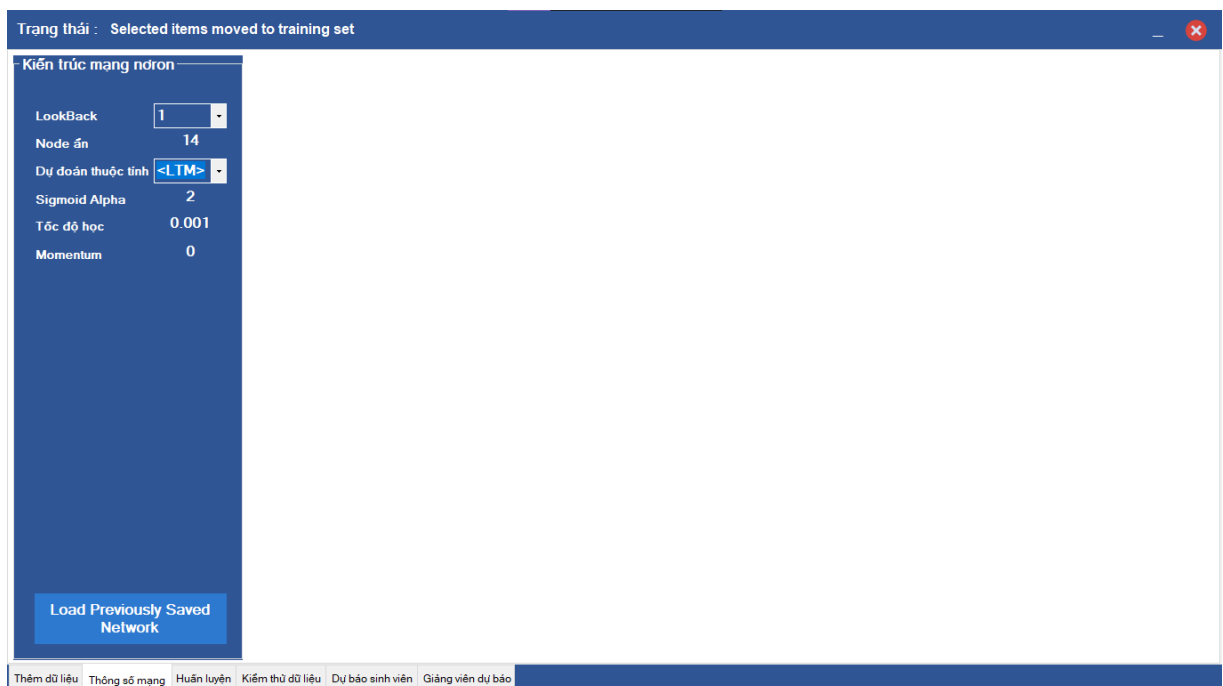 Trạng thái : Selected items moved to training set
Kiến trúc mạng nơron
LookBack 1
Node ẩn 14
Dự đoán thuộc tính <LTM>
Sigmoid Alpha 2
Tốc độ học 0.001
Momentum 0
Load Previously Saved
Network
Thêm dữ liệu Thông số mạng Huấn luyện Kiểm thử dữ liệu Dự báo sinh viên Giảng viên dự báo